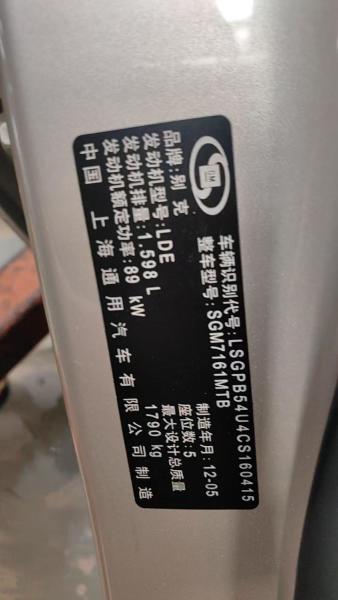 车辆识别代号:LSGPB54U4CS160415
整车型号:SGM7161MTB
品牌:别克
发动机型号:LDE
发动机排量:1.598 L
发动机额定功率:89 kW
制造年月:12-05
座位数:5
最大设计总质量
1790 kg
中国 上海通用汽车有限公司制造